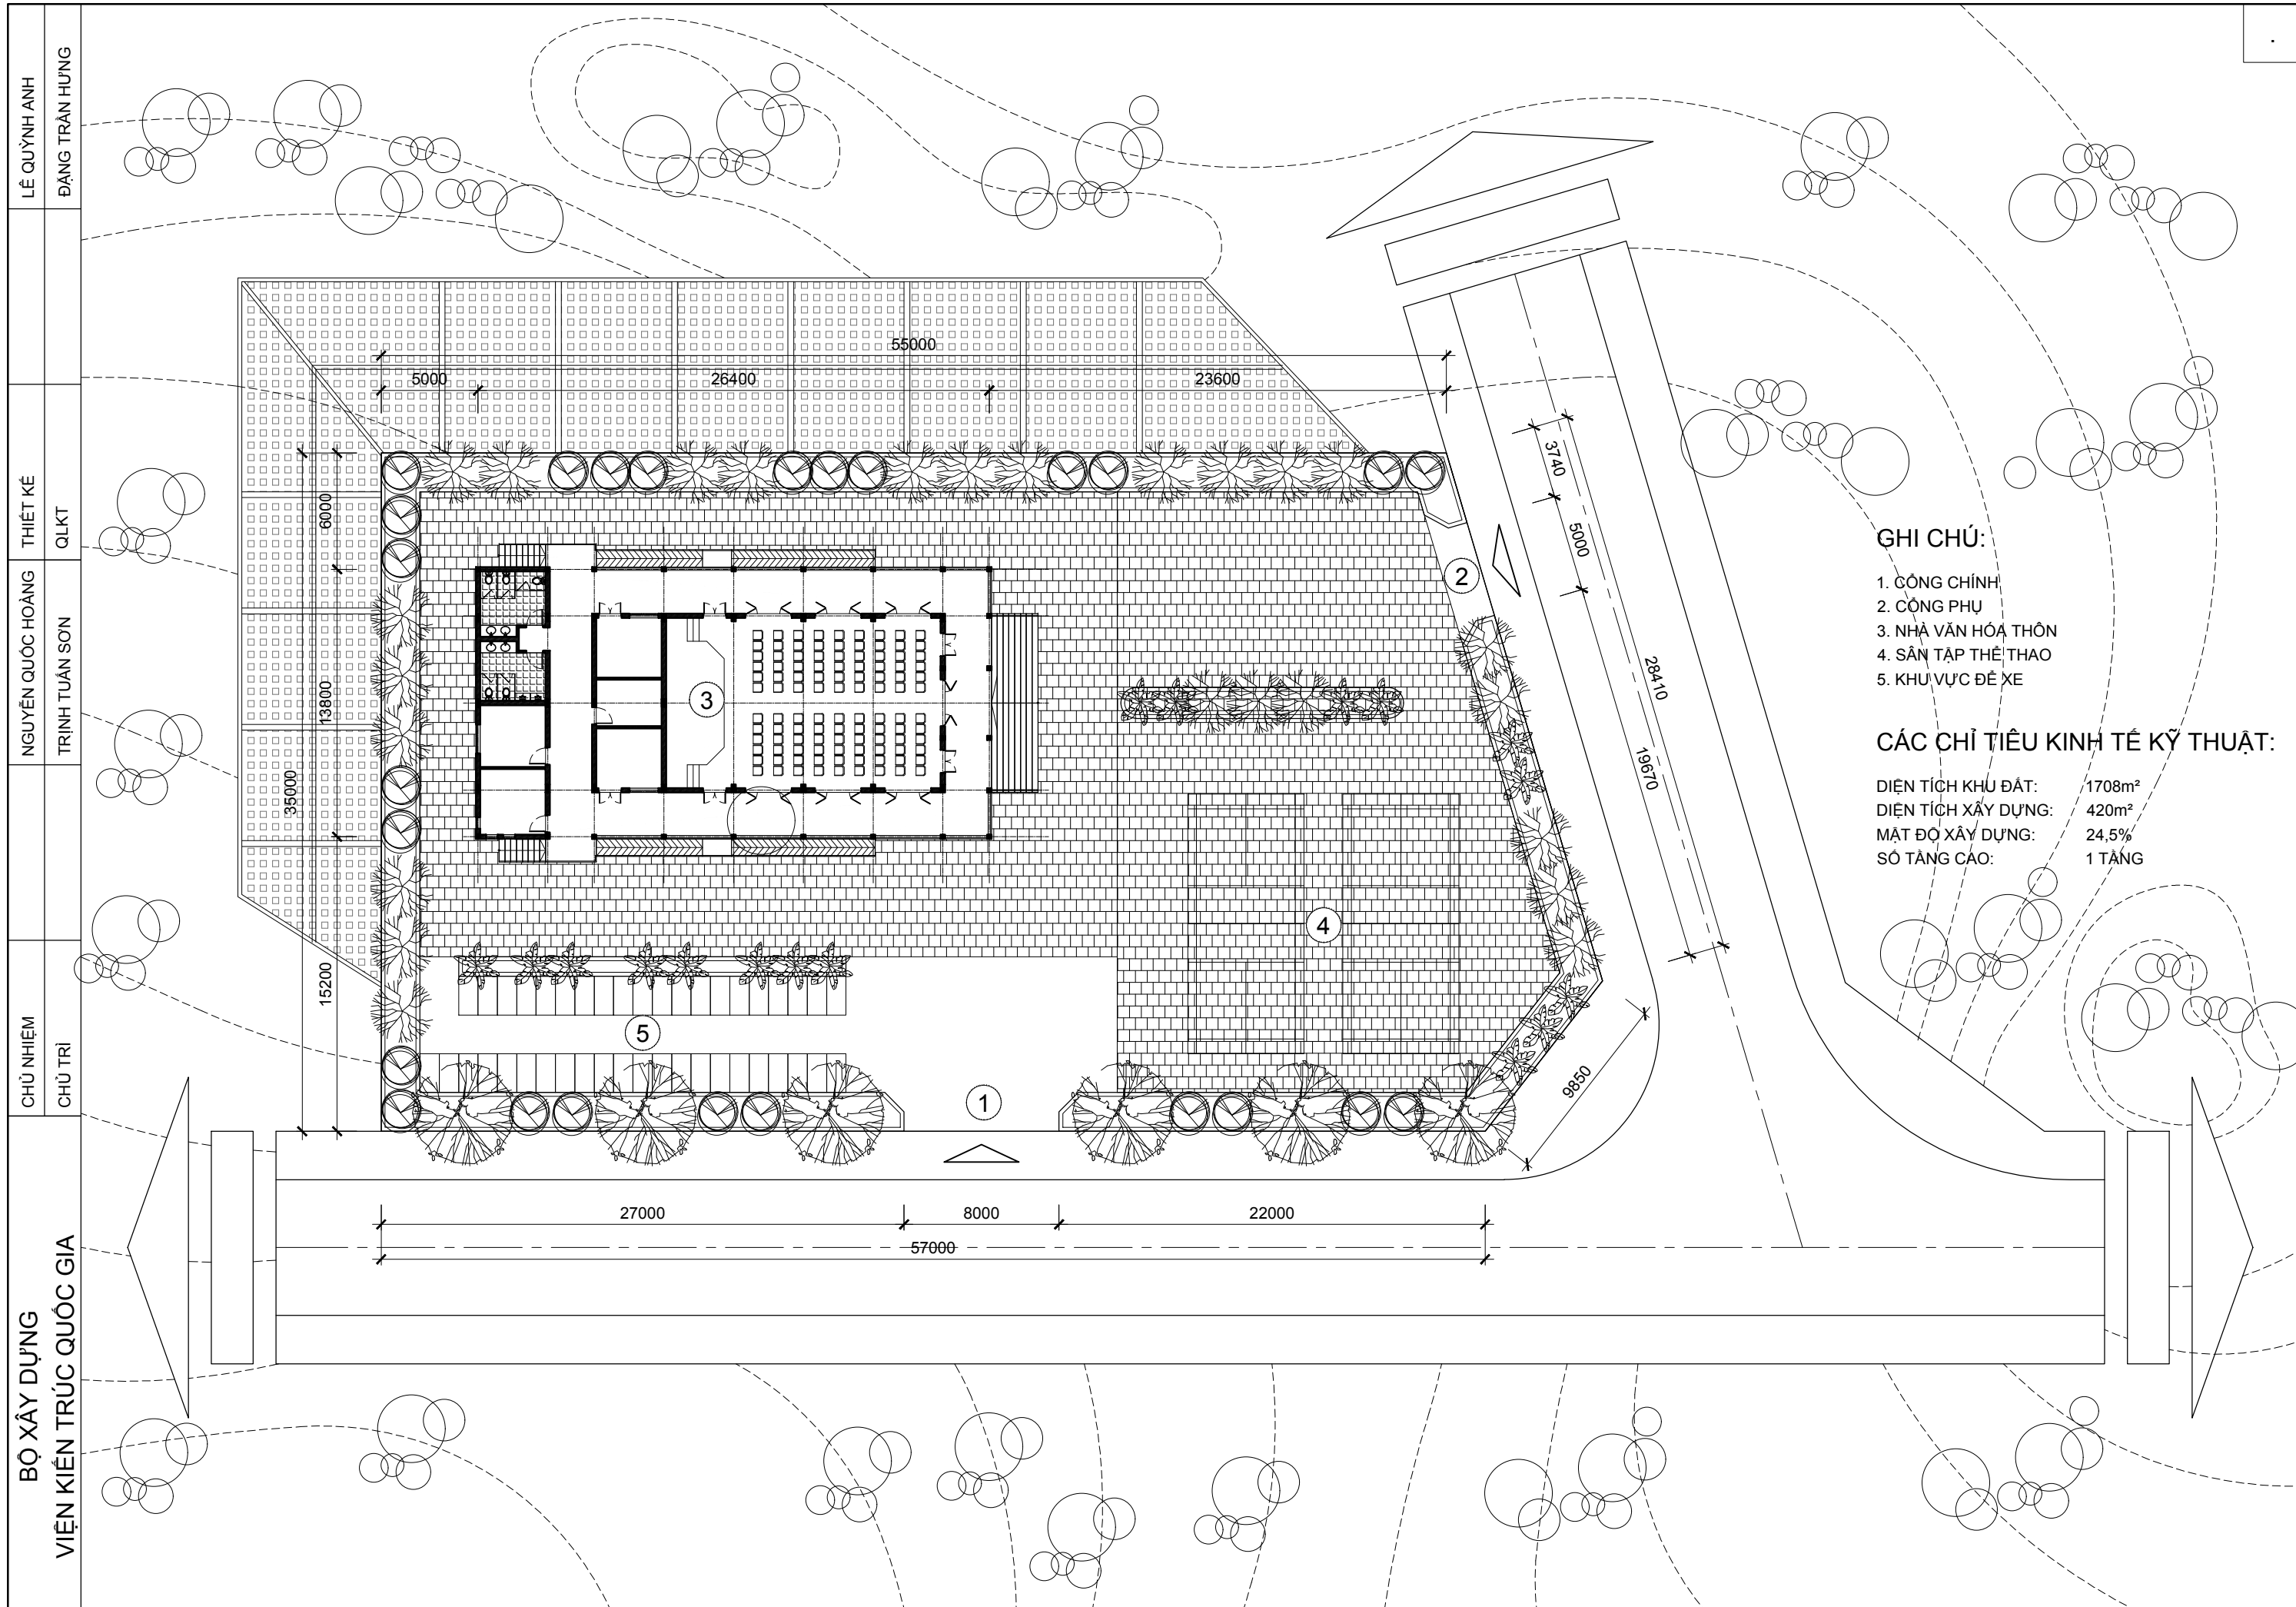 LÊ QUỲNH ANH
ĐẶNG TRẦN HƯNG
THIẾT KẾ
QLKT
NGUYỄN QUỐC HOÀNG
TRỊNH TUẤN SƠN
CHỦ NHIỆM
CHỦ TRÌ
BỘ XÂY DỰNG
VIỆN KIẾN TRÚC QUỐC GIA
55000
5000
26400
23600
6000
13800
35000
15200
3740
5000
28410
19670
9850
1
2
3
4
5
27000
8000
22000
57000
GHI CHÚ:
1. CỔNG CHÍNH
2. CỔNG PHỤ
3. NHÀ VĂN HÓA THÔN
4. SÂN TẬP THỂ THAO
5. KHU VỰC ĐỂ XE
CÁC CHỈ TIÊU KINH TẾ KỸ THUẬT:
DIỆN TÍCH KHU ĐẤT: 1708m²
DIỆN TÍCH XÂY DỰNG: 420m²
MẬT ĐỘ XÂY DỰNG: 24,5%
SỐ TẦNG CAO: 1 TẦNG